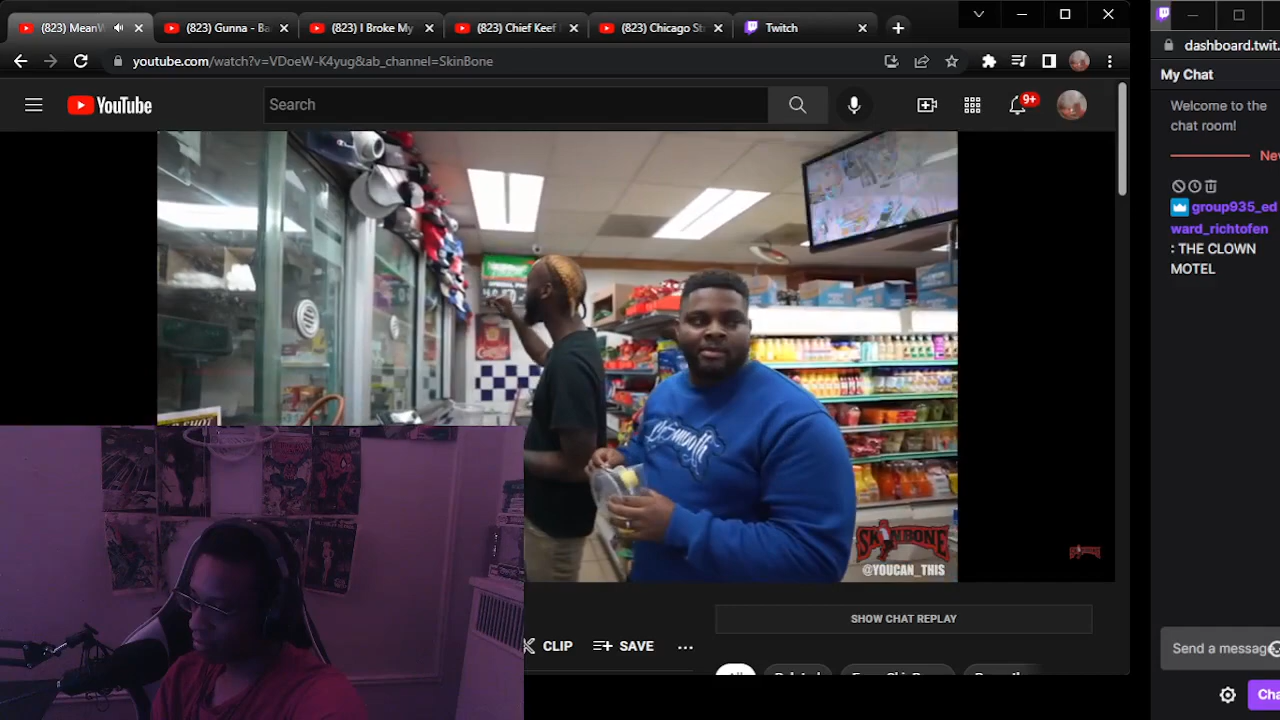 (823) MeanW
(823) Gunna - Ba
(823) I Broke My
(823) Chief Keef
(823) Chicago St
Twitch
youtube.com/watch?v=VDoeW-K4yug&ab_channel=SkinBone
dashboard.twit
YouTube
Search
9+
My Chat
Welcome to the
chat room!
Nev
group935_ed
ward_richtofen
: THE CLOWN
MOTEL
SKINBONE
@YOUCAN_THIS
SHOW CHAT REPLAY
CLIP
SAVE
Send a message
Cha